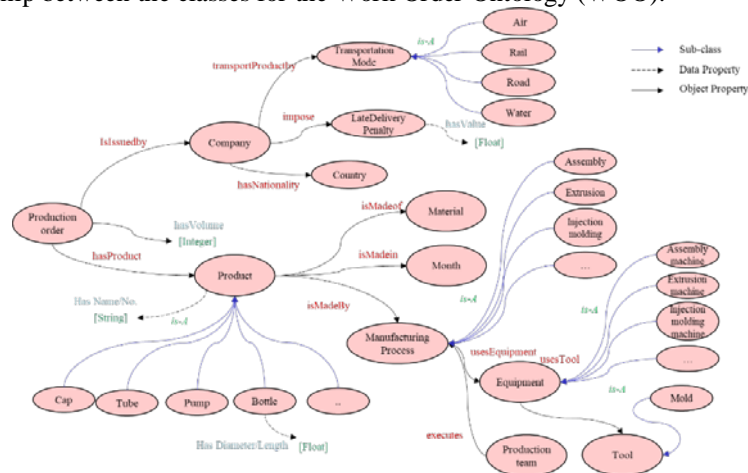 ship between the classes for the Work Order Ontology (WOO).
Air
Rail
Road
Water
is-A
Transportation
Mode
transportProductby
Sub-class
Data Property
Object Property
impose
LateDelivery
Penalty
hasValue
[Float]
IsIssuedby
Company
hasNationality
Country
Production
order
hasVolume
[Integer]
hasProduct
Product
isMadeof
Material
isMadein
Month
isMadeBy
Manufacturing
Process
Has Name/No.
[String]
is-A
Cap
Tube
Pump
Bottle
..
Has Diameter/Length
[Float]
Assembly
Extrusion
Injection
molding
...
is-A
Assembly
machine
Extrusion
machine
Injection
molding
machine
...
is-A
usesEquipment
usesTool
Equipment
is-A
Mold
executes
Production
team
Tool